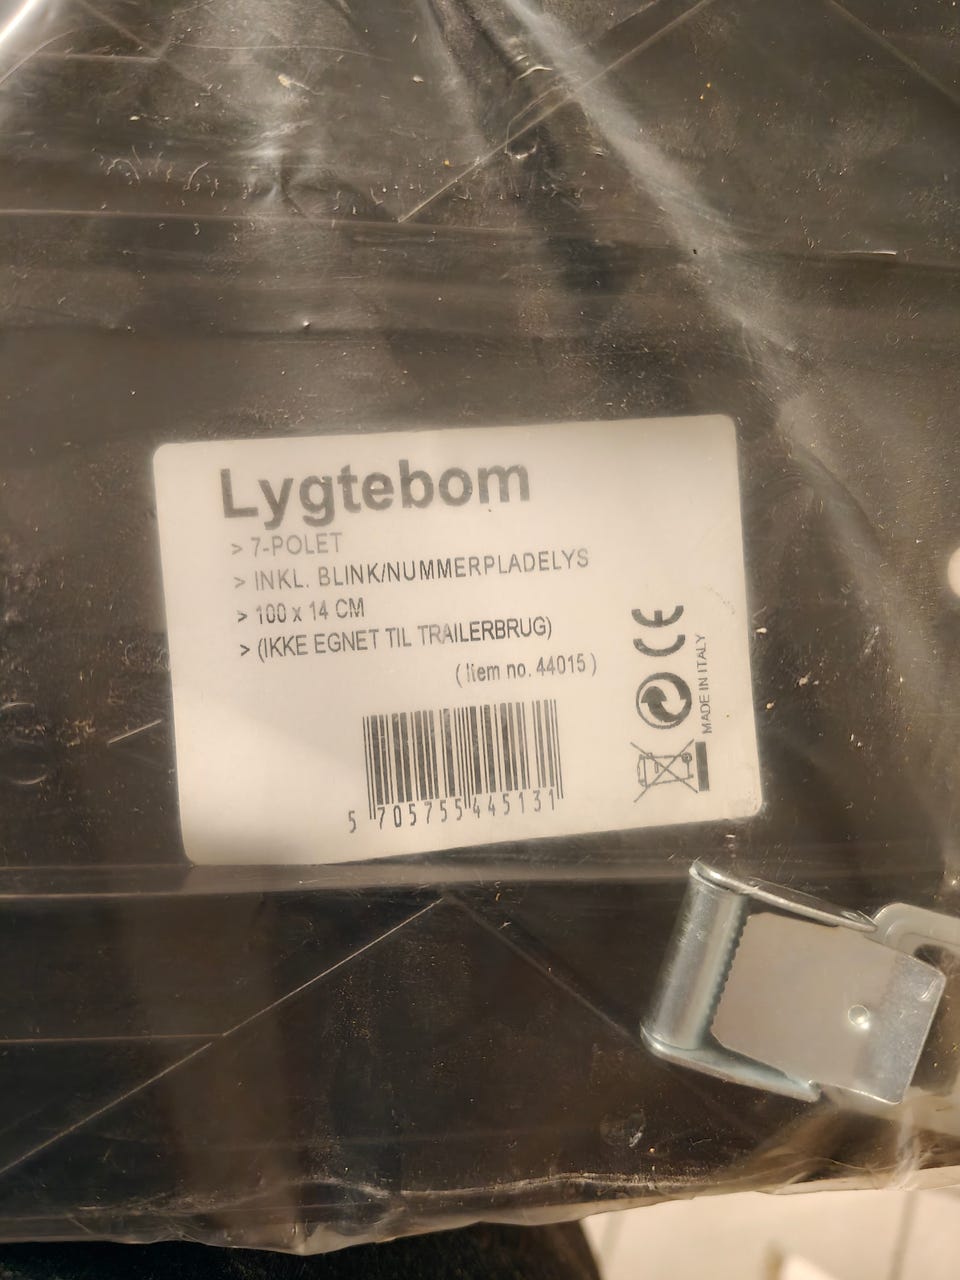 Lygtebom
> 7-POLET
> INKL. BLINK/NUMMERPLADELYS
> 100 x 14 CM
> (IKKE EGNET TIL TRAILERBRUG)
(Item no. 44015)
CE
MADE IN ITALY
5 705755 445131